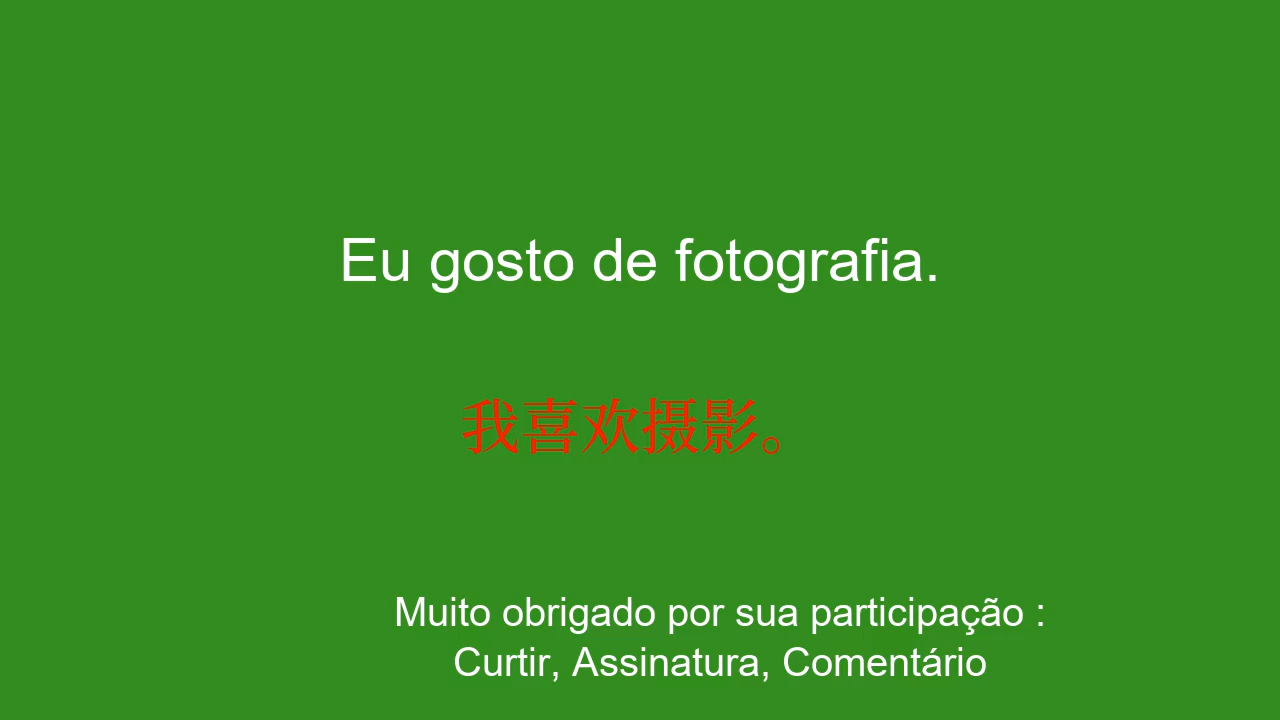 Eu gosto de fotografia.
我喜欢摄影。
Muito obrigado por sua participação :
Curtir, Assinatura, Comentário